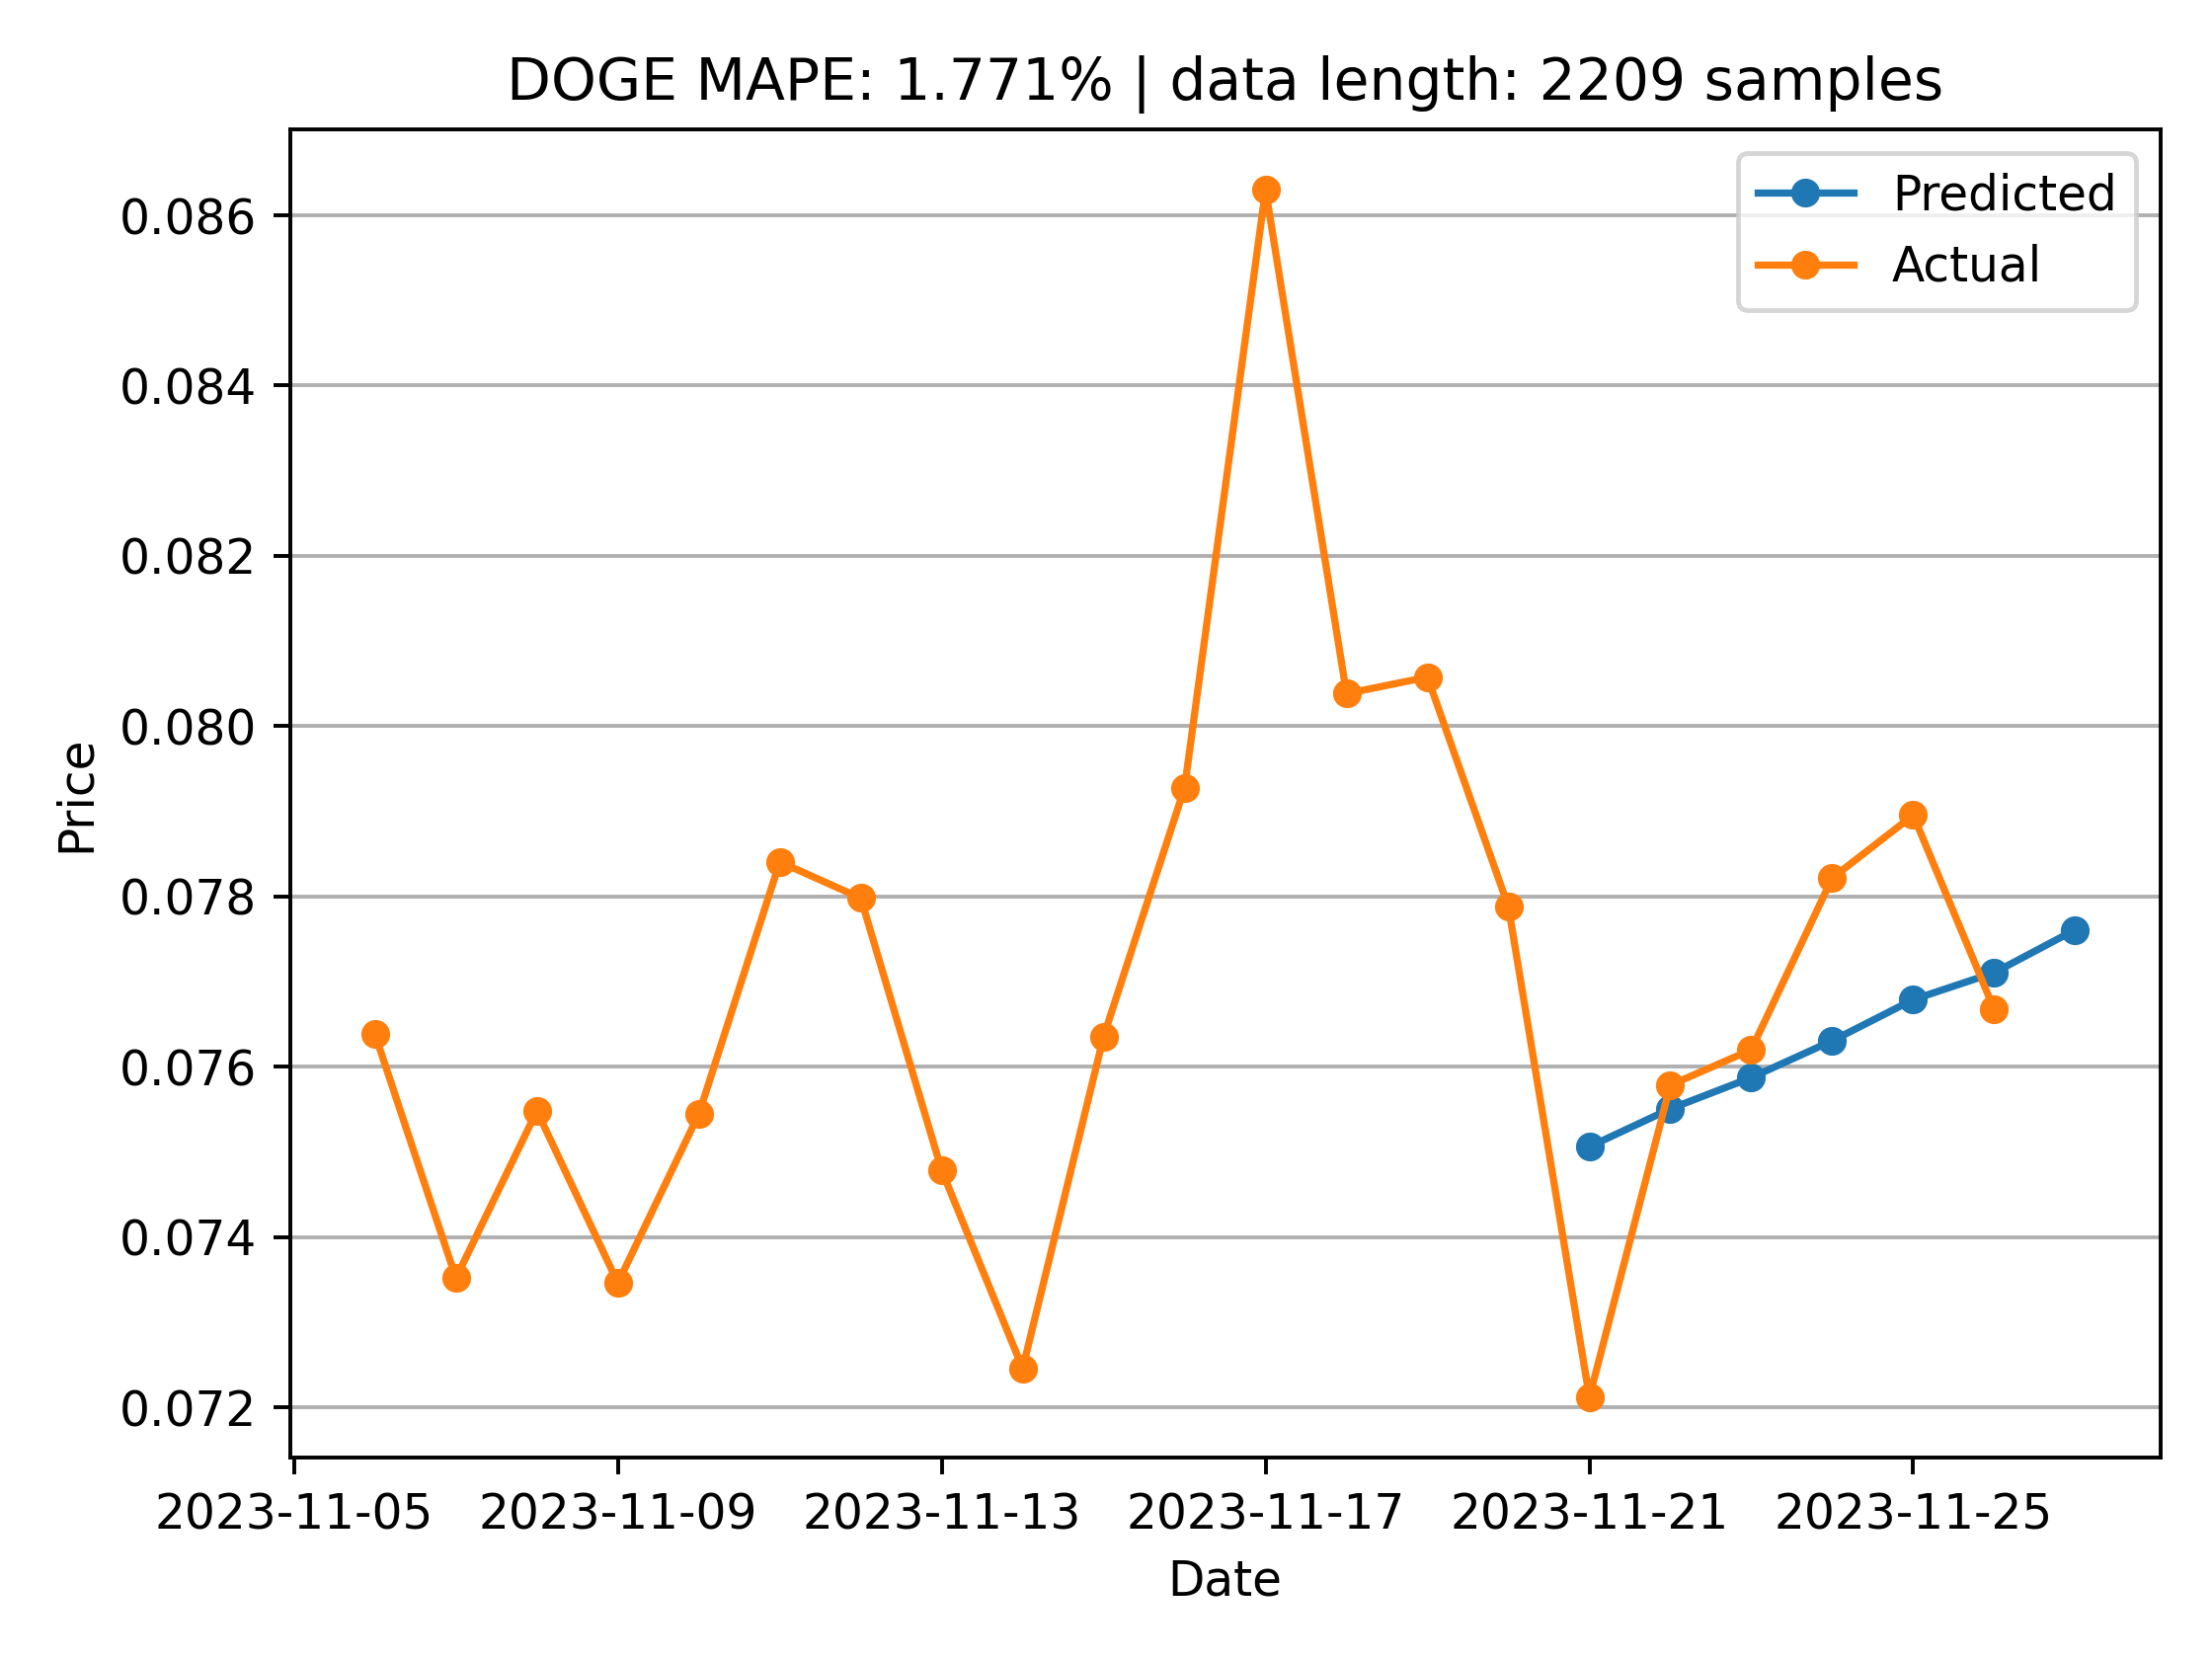 DOGE MAPE: 1.771% | data length: 2209 samples
Predicted
Actual
0.086
0.084
0.082
0.080
0.078
0.076
0.074
0.072
Price
2023-11-05 2023-11-09 2023-11-13 2023-11-17 2023-11-21 2023-11-25
Date